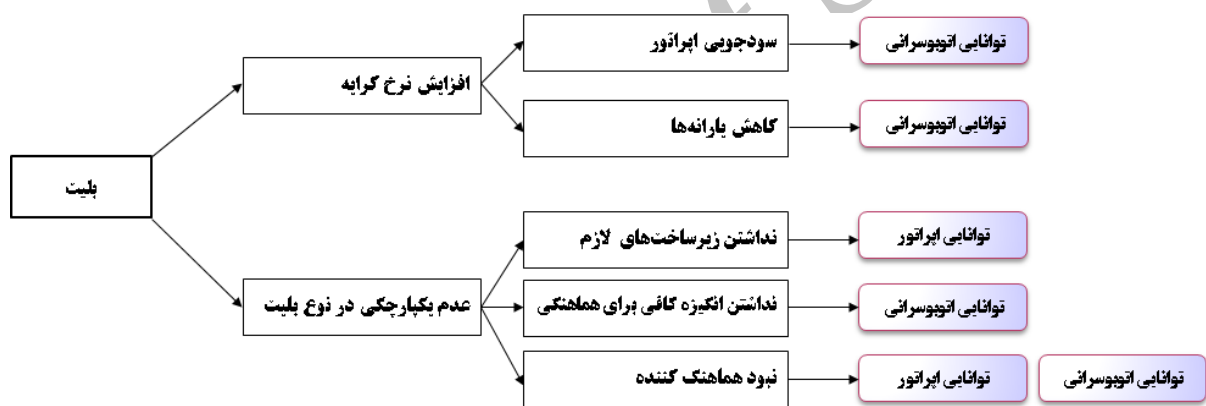 سودجویی اپراتور
توانایی اتوبوسرانی
افزایش نرخ کرایه
کاهش یارانه‌ها
توانایی اتوبوسرانی
بلیت
نداشتن زیرساخت‌های لازم
توانایی اپراتور
عدم یکپارچگی در نوع بلیت
نداشتن انگیزه کافی برای هماهنگی
توانایی اتوبوسرانی
نبود هماهنگ کننده
توانایی اپراتور
توانایی اتوبوسرانی